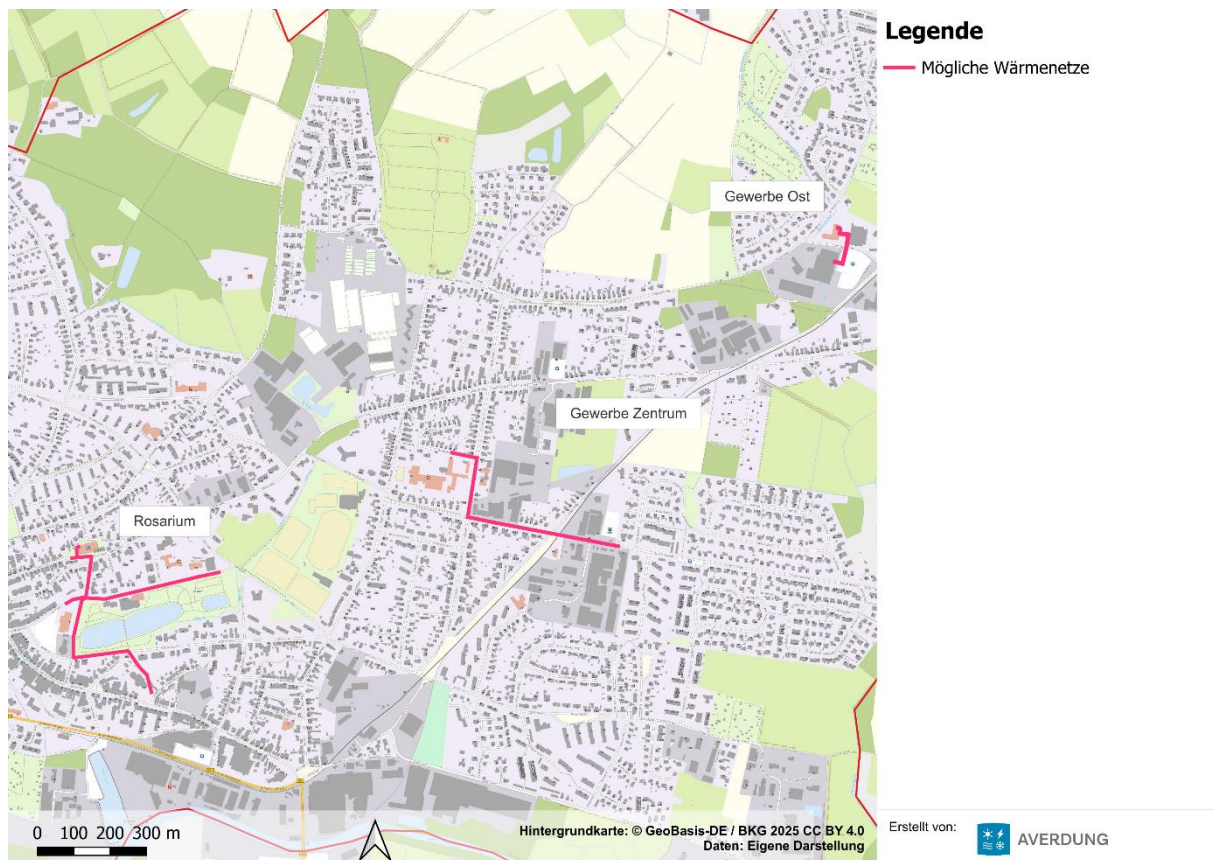 Legende
Mögliche Wärmenetze
Gewerbe Ost
Gewerbe Zentrum
Rosarium
0 100 200 300 m
Hintergrundkarte: © GeoBasis-DE / BKG 2025 CC BY 4.0
Daten: Eigene Darstellung
Erstellt von:
AVERDUNG